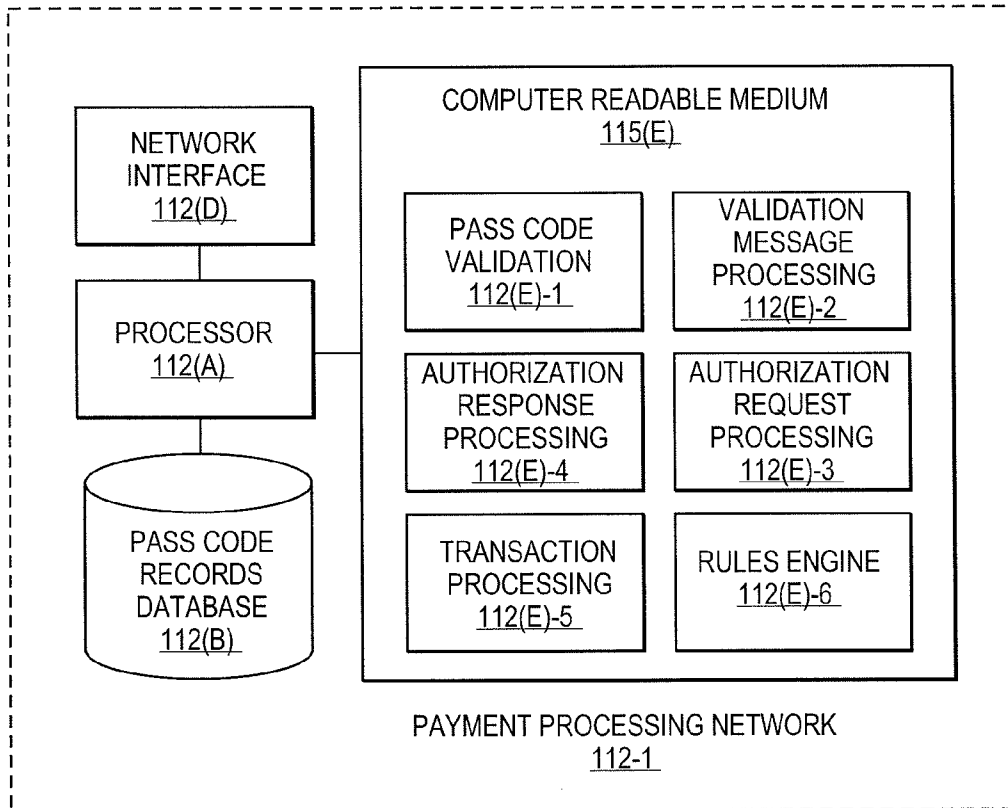 NETWORK
INTERFACE
112(D)
PROCESSOR
112(A)
PASS CODE
RECORDS
DATABASE
112(B)
COMPUTER READABLE MEDIUM
115(E)
PASS CODE
VALIDATION
112(E)-1
VALIDATION
MESSAGE
PROCESSING
112(E)-2
AUTHORIZATION
RESPONSE
PROCESSING
112(E)-4
AUTHORIZATION
REQUEST
PROCESSING
112(E)-3
TRANSACTION
PROCESSING
112(E)-5
RULES ENGINE
112(E)-6
PAYMENT PROCESSING NETWORK
112-1